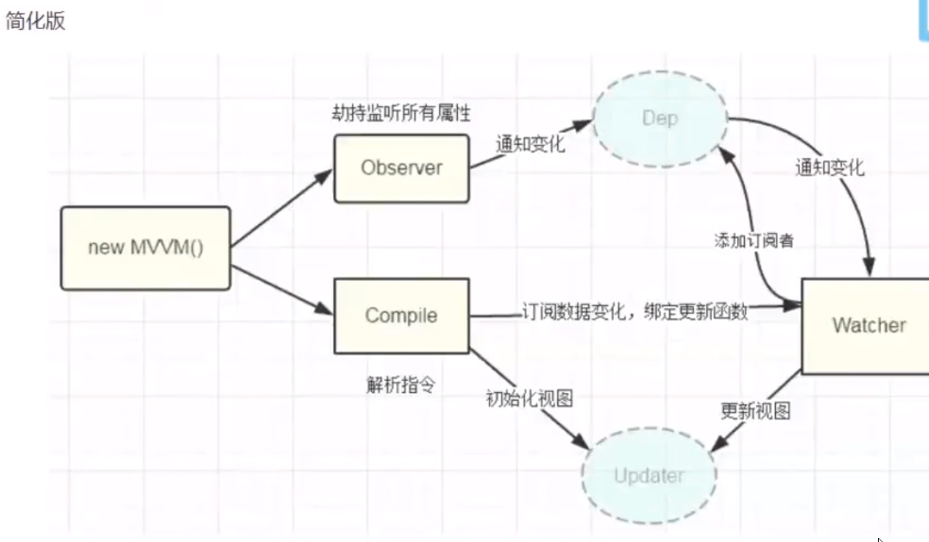 简化版
劫持监听所有属性
Observer
通知变化
Dep
通知变化
new MVVM()
添加订阅者
Compile
订阅数据变化，绑定更新函数
Watcher
解析指令
初始化视图
更新视图
Updater